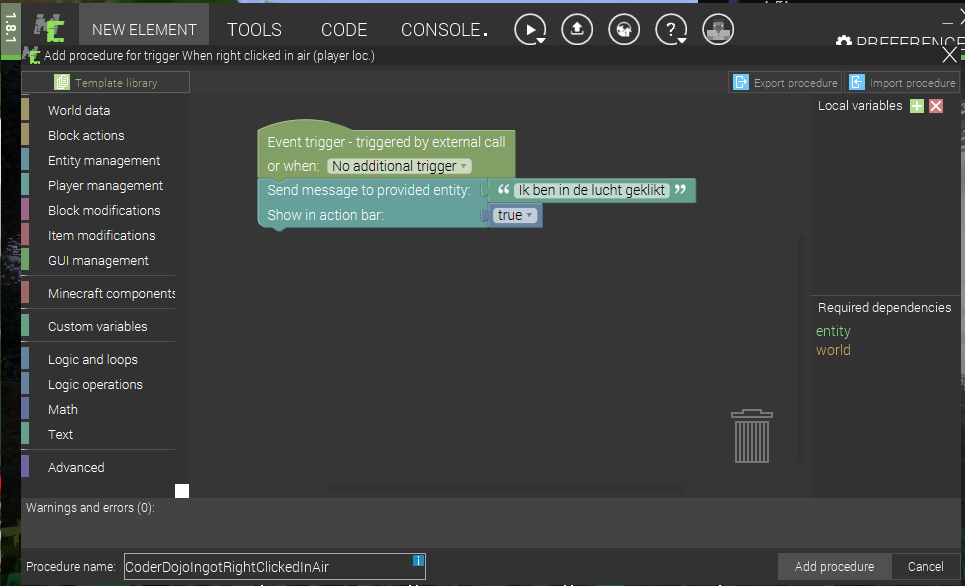 1.8.1
NEW ELEMENT
TOOLS
CODE
CONSOLE.
?
Add procedure for trigger When right clicked in air (player loc.)
Template library
Export procedure
Import procedure
World data
Block actions
Entity management
Player management
Block modifications
Item modifications
GUI management
Minecraft components
Custom variables
Logic and loops
Logic operations
Math
Text
Advanced
Event trigger - triggered by external call
or when: No additional trigger
Send message to provided entity: “ Ik ben in de lucht geklikt ”
Show in action bar: true
Local variables
Required dependencies
entity
world
Warnings and errors (0):
Procedure name: CoderDojoIngotRightClickedInAir
i
Add procedure
Cancel